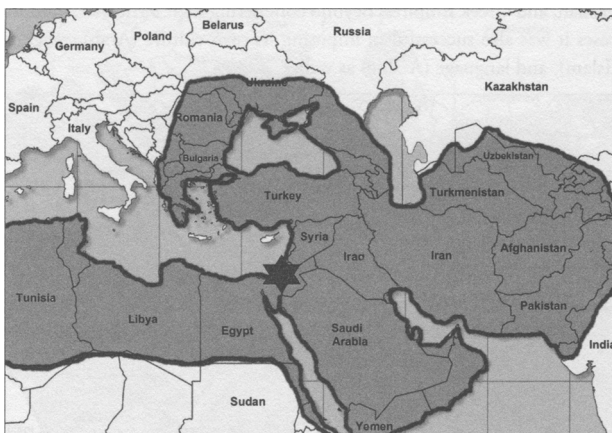 Belarus
Russia
Poland
Germany
Ukraine
Kazakhstan
Spain
Romania
Italy
Bulgaria
Uzbekistan
Turkey
Turkmenistan
Syria
Iraq
Iran
Afghanistan
Tunisia
Libya
Egypt
Saudi
Arabia
Pakistan
India
Sudan
Yemen